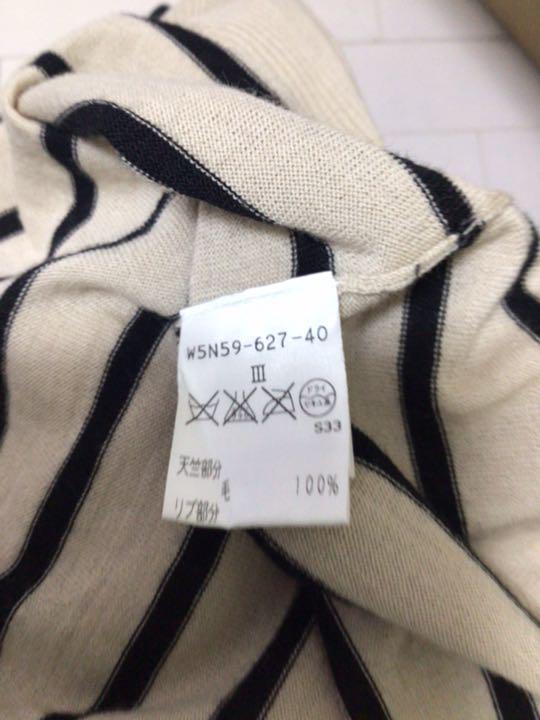 W5N59-627-40
III
ドライ
S33
天竺部分
毛 100%
リブ部分